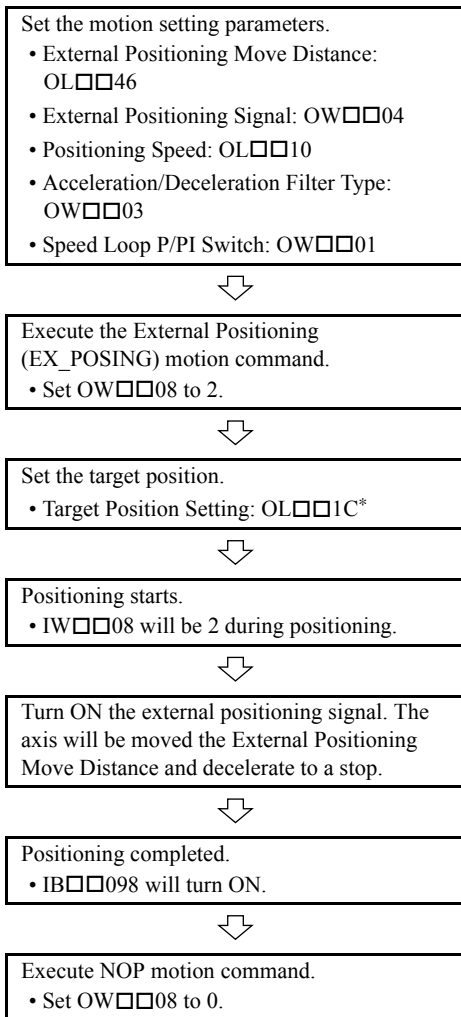 Set the motion setting parameters.
• External Positioning Move Distance:
OL□□46
• External Positioning Signal: OW□□04
• Positioning Speed: OL□□10
• Acceleration/Deceleration Filter Type:
OW□□03
• Speed Loop P/PI Switch: OW□□01
Execute the External Positioning
(EX_POSING) motion command.
• Set OW□□08 to 2.
Set the target position.
• Target Position Setting: OL□□1C*
Positioning starts.
• IW□□08 will be 2 during positioning.
Turn ON the external positioning signal. The
axis will be moved the External Positioning
Move Distance and decelerate to a stop.
Positioning completed.
• IB□□098 will turn ON.
Execute NOP motion command.
• Set OW□□08 to 0.